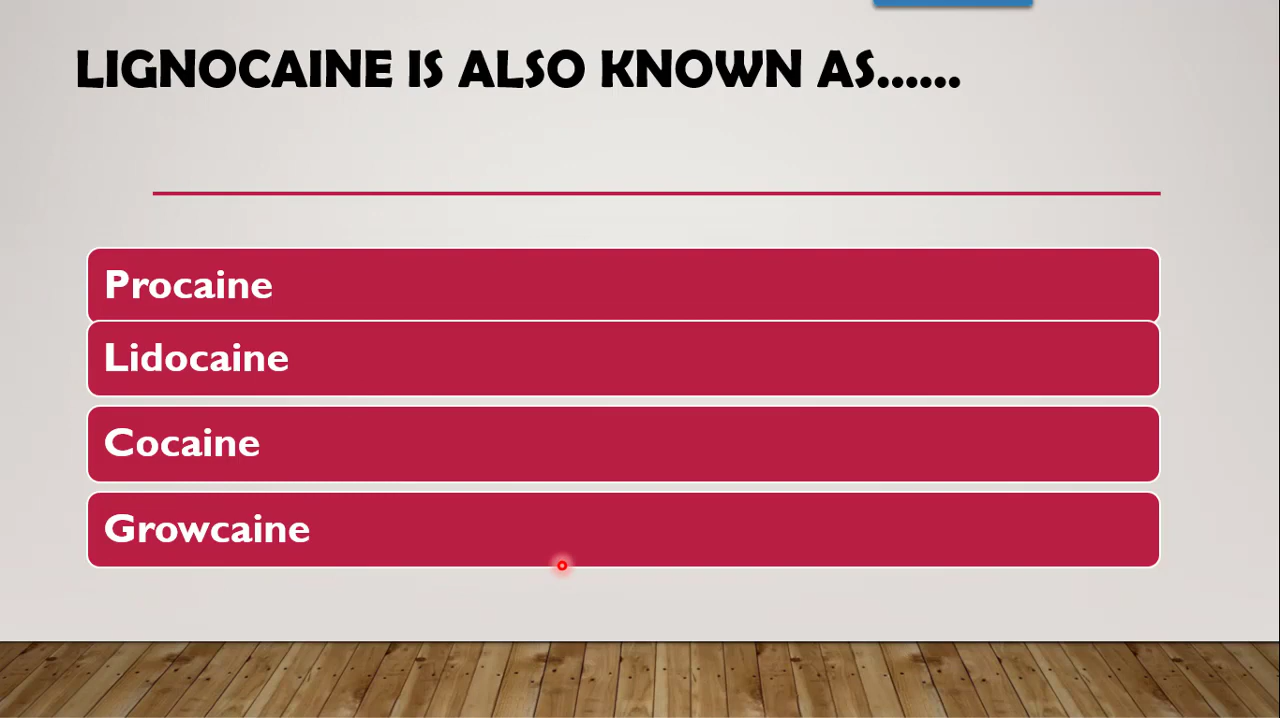 LIGNOCAINE IS ALSO KNOWN AS......
Procaine
Lidocaine
Cocaine
Growcaine